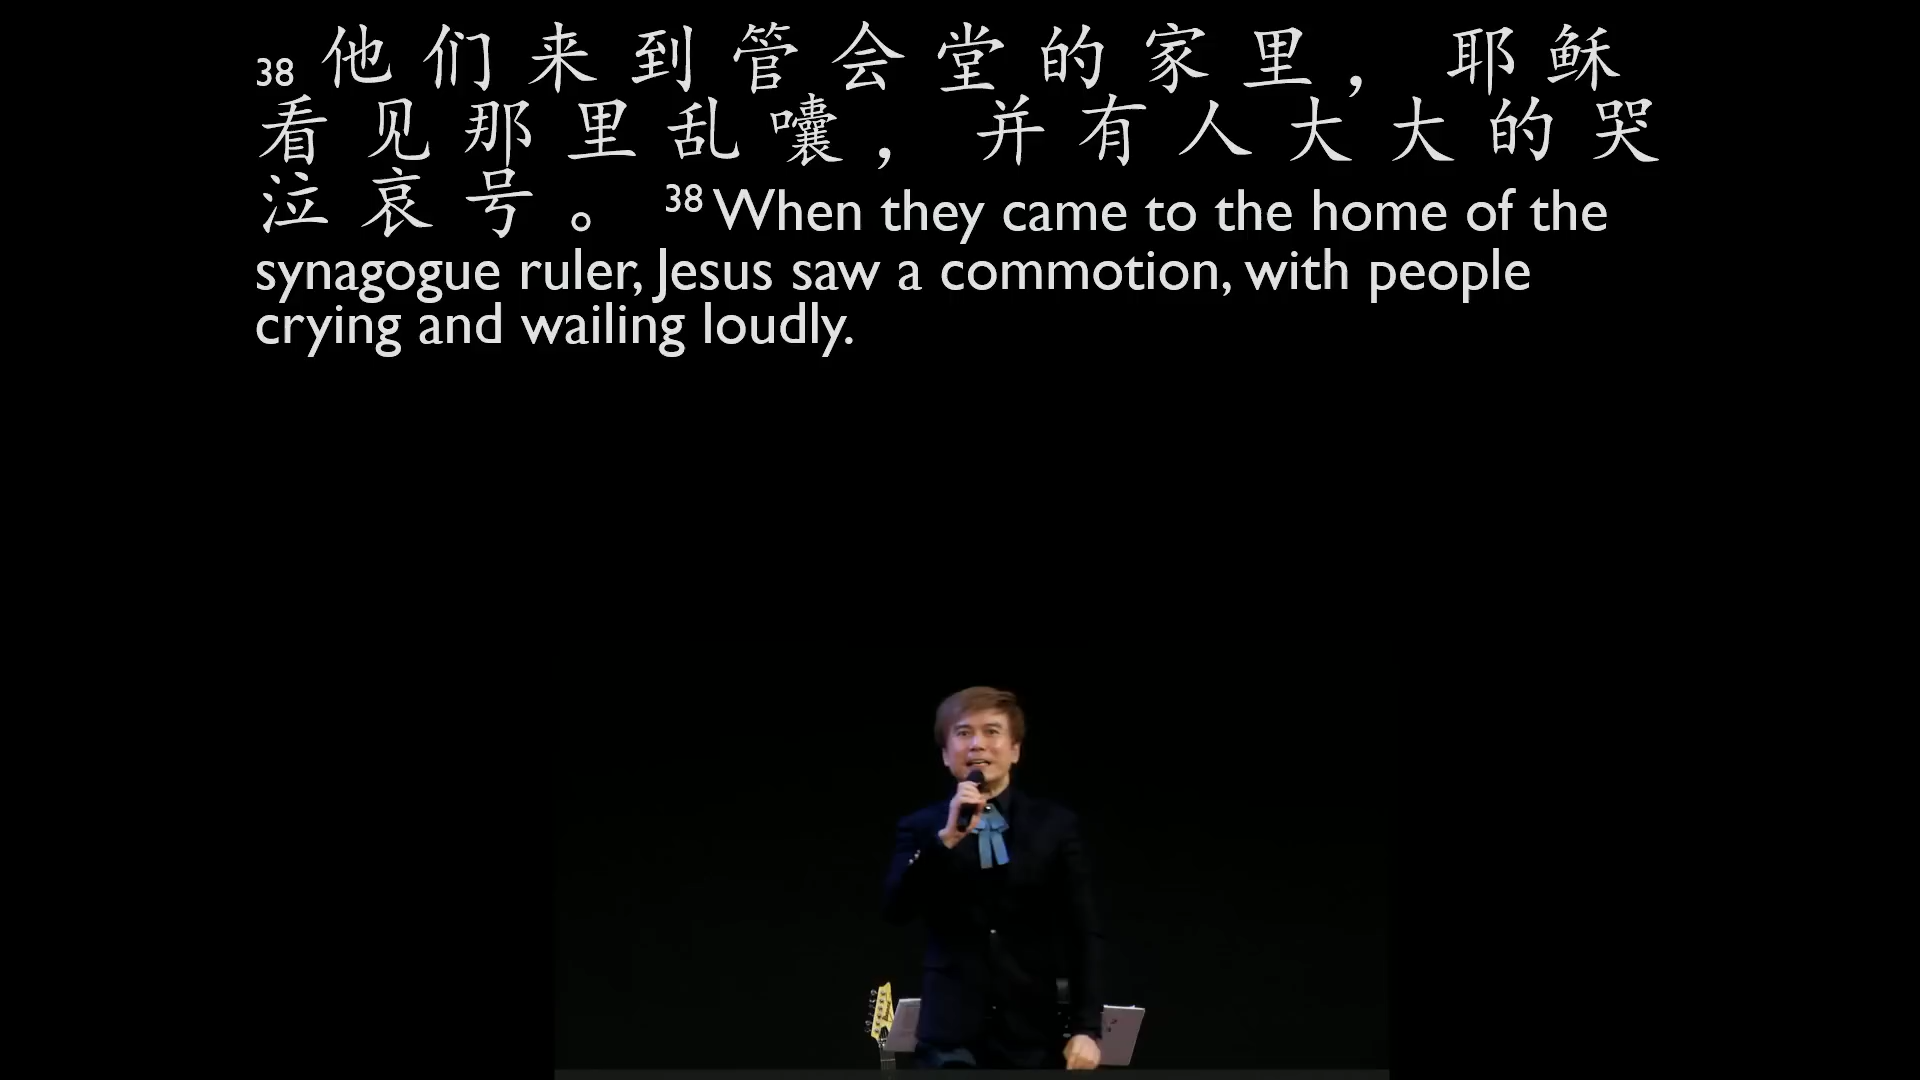 38 他们来到管会堂的家里，耶稣
看见那里乱嚷，并有人大大的哭
泣哀号。 38 When they came to the home of the
synagogue ruler, Jesus saw a commotion, with people
crying and wailing loudly.